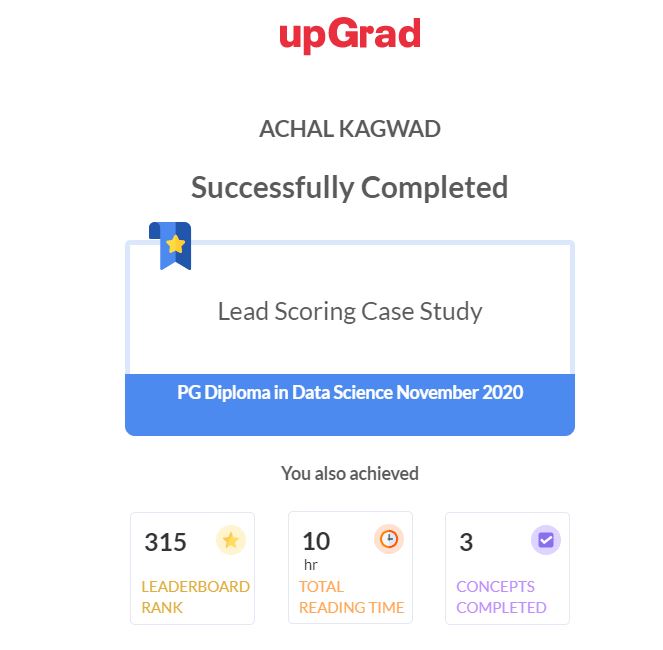 upGrad
ACHAL KAGWAD
Successfully Completed
Lead Scoring Case Study
PG Diploma in Data Science November 2020
You also achieved
315
LEADERBOARD
RANK
10
hr
TOTAL
READING TIME
3
CONCEPTS
COMPLETED